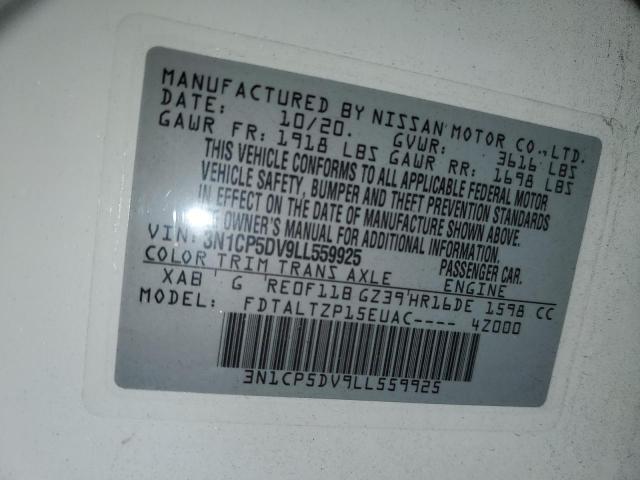 MANUFACTURED BY NISSAN MOTOR CO.,LTD.
DATE: 10/20. GVWR: 3616 LBS
GAWR FR: 1918 LBS GAWR RR: 1698 LBS
THIS VEHICLE CONFORMS TO ALL APPLICABLE FEDERAL MOTOR
VEHICLE SAFETY, BUMPER AND THEFT PREVENTION STANDARDS
IN EFFECT ON THE DATE OF MANUFACTURE SHOWN ABOVE.
OWNER'S MANUAL FOR ADDITIONAL INFORMATION.
VIN: 3N1CP5DV9LL559925 PASSENGER CAR.
COLOR TRIM TRANS AXLE ENGINE
XAB' G 'RE0F11B GZ39'HR16DE 1598 CC
MODEL: FDTALTZP15EUAC---- 42000
3N1CP5DV9LL559925